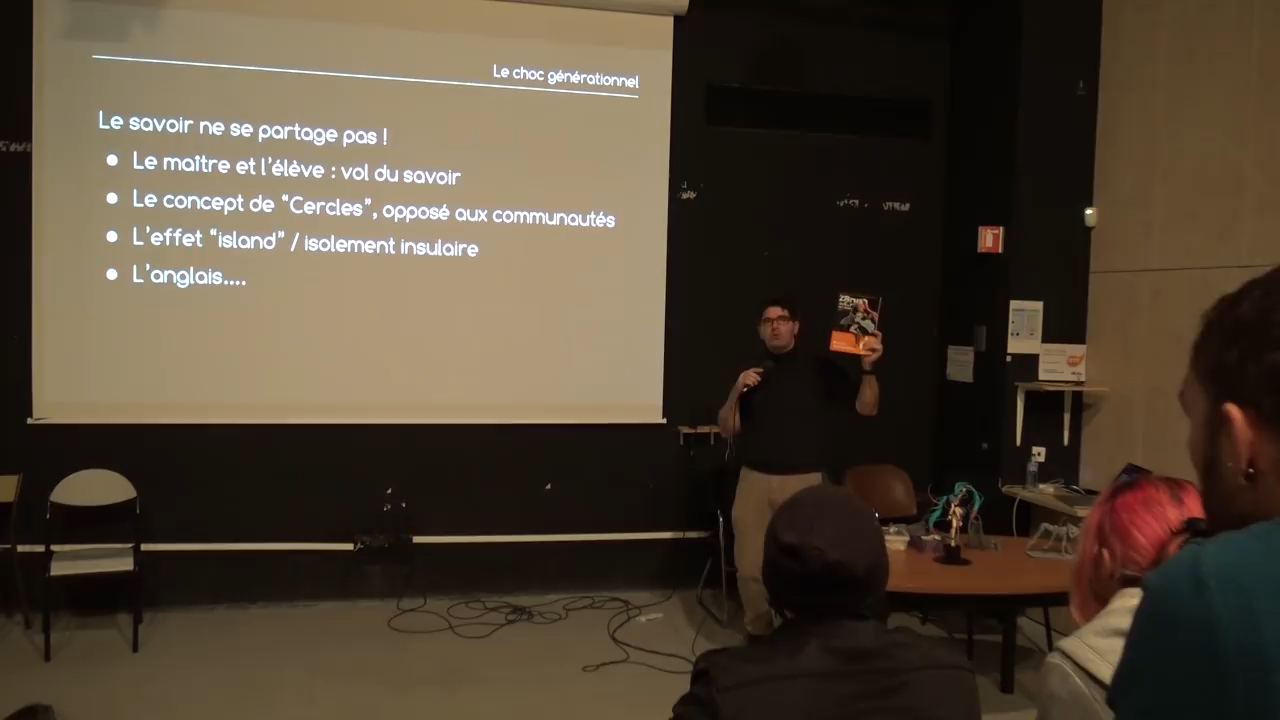 Le choc générationnel
Le savoir ne se partage pas !
● Le maître et l'élève : vol du savoir
● Le concept de “Cercles”, opposé aux communautés
● L'effet “island” / isolement insulaire
● L'anglais....